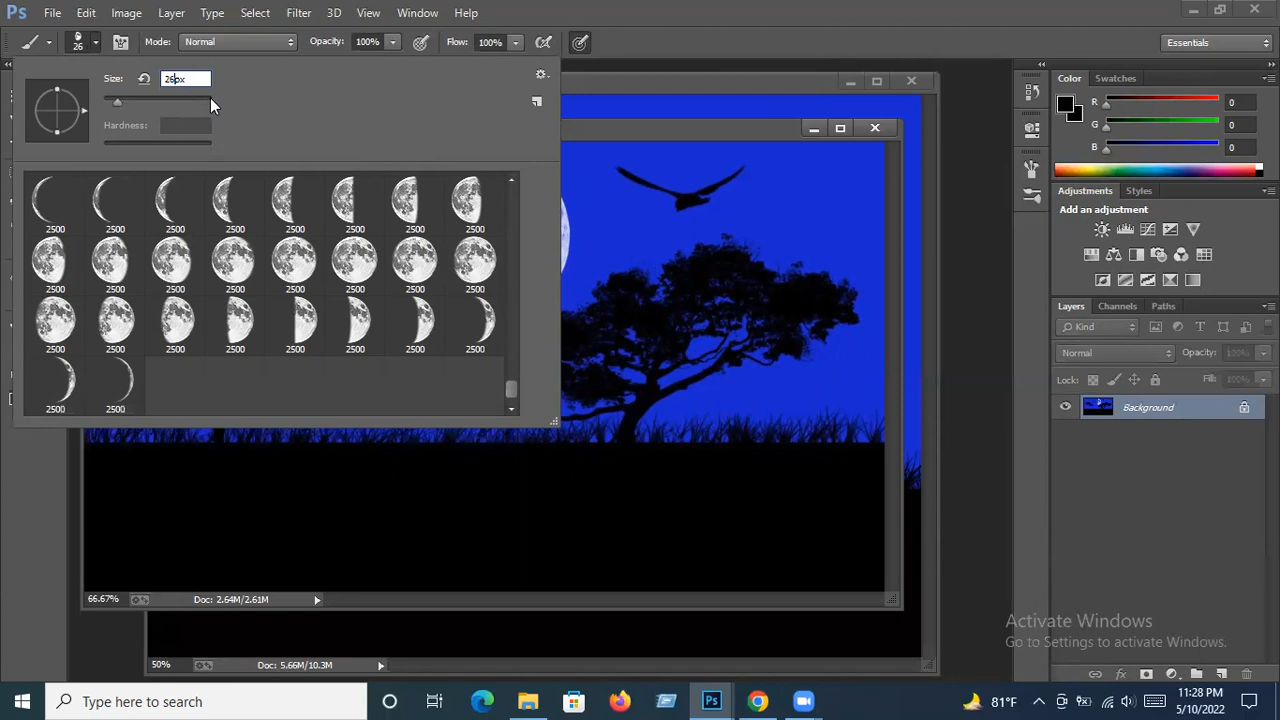 Ps File Edit Image Layer Type Select Filter 3D View Window Help
26 Mode: Normal Opacity: 100% Flow: 100% Essentials
Size: 26px
Hardness:
2500 2500 2500 2500 2500 2500 2500 2500
2500 2500 2500 2500 2500 2500 2500 2500
2500 2500 2500 2500 2500 2500 2500 2500
2500 2500
Color Swatches
R 0
G 0
B 0
Adjustments Styles
Add an adjustment
Layers Channels Paths
Kind
Normal Opacity: 100%
Lock: Fill: 100%
Background
66.67% Doc: 2.64M/2.61M
50% Doc: 5.66M/10.3M
Activate Windows
Go to Settings to activate Windows.
Type here to search
Ps
81°F
11:28 PM
5/10/2022